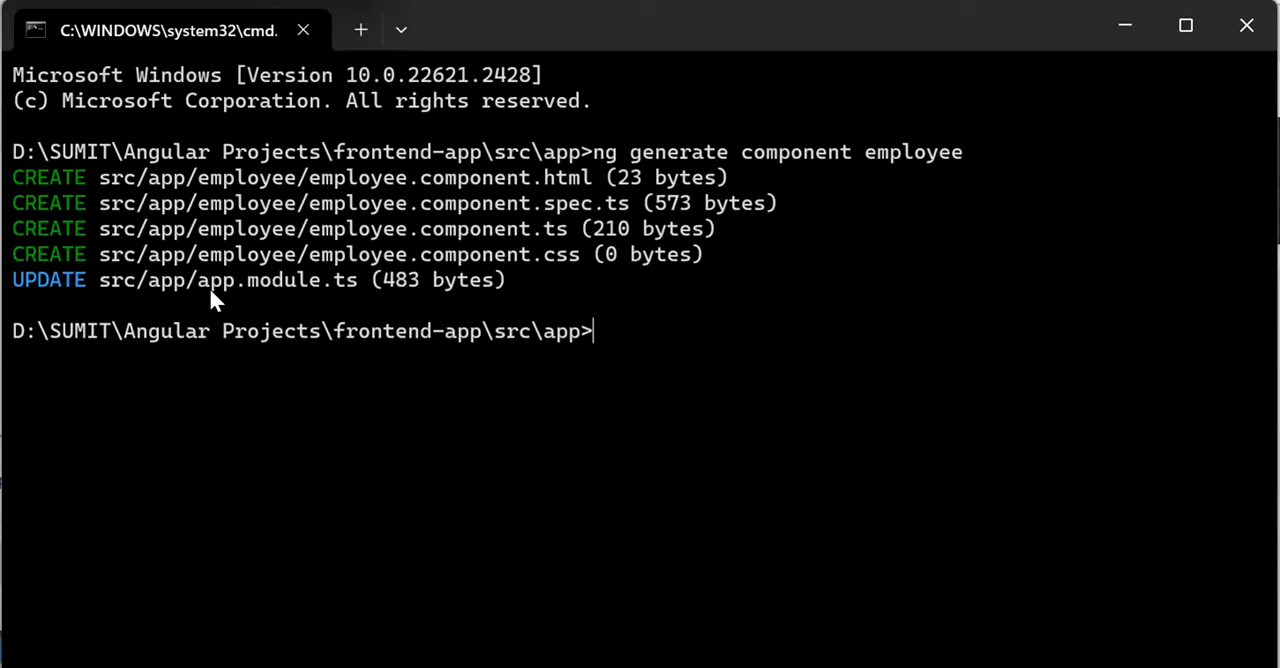 C:\WINDOWS\system32\cmd.
Microsoft Windows [Version 10.0.22621.2428]
(c) Microsoft Corporation. All rights reserved.
D:\SUMIT\Angular Projects\frontend-app\src\app>ng generate component employee
CREATE src/app/employee/employee.component.html (23 bytes)
CREATE src/app/employee/employee.component.spec.ts (573 bytes)
CREATE src/app/employee/employee.component.ts (210 bytes)
CREATE src/app/employee/employee.component.css (0 bytes)
UPDATE src/app/app.module.ts (483 bytes)
D:\SUMIT\Angular Projects\frontend-app\src\app>